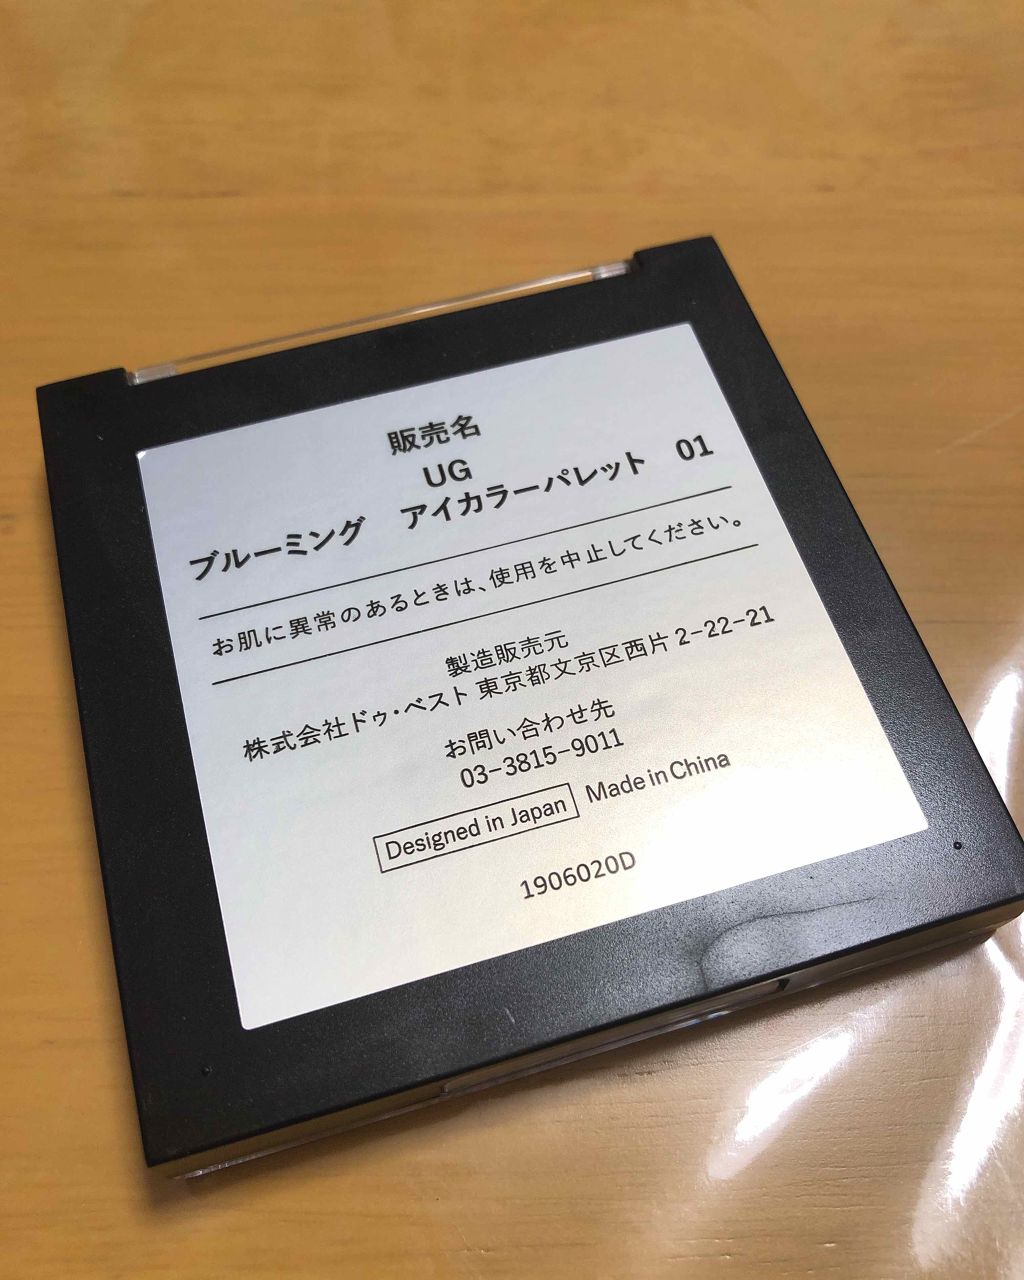 販売名
UG
ブルーミング　アイカラーパレット　01
お肌に異常のあるときは、使用を中止してください。
製造販売元
株式会社ドゥ・ベスト 東京都文京区西片 2-22-21
お問い合わせ先
03-3815-9011
Designed in Japan Made in China
1906020D